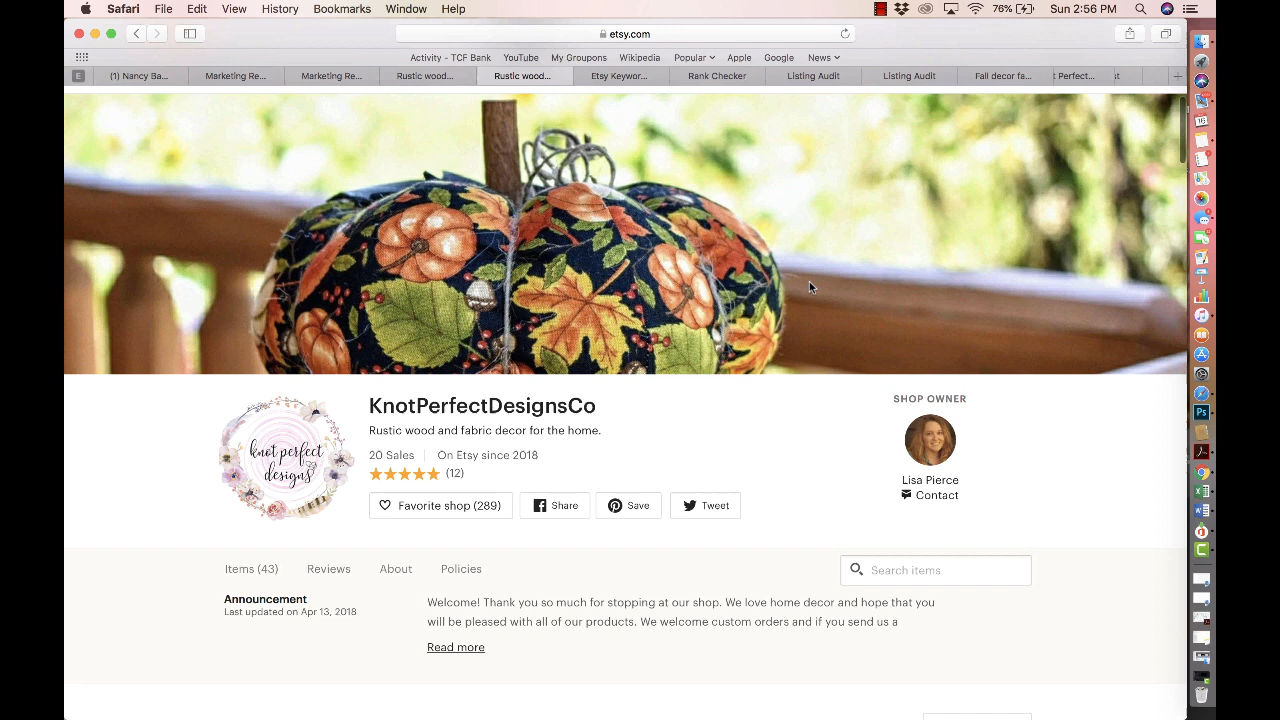 Safari File Edit View History Bookmarks Window Help 76% Sun 2:56 PM
etsy.com
Activity - TCF Bank YouTube My Groupons Wikipedia Popular Apple Google News
E (1) Nancy Ba... Marketing Re... Marketing Re... Rustic wood... Rustic wood... Etsy Keywor... Rank Checker Listing Audit Listing Audit Fall decor fa... t Perfect...
KnotPerfectDesignsCo
Rustic wood and fabric decor for the home.
20 Sales On Etsy since 2018
(12)
Favorite shop (289) Share Save Tweet
knot perfect
designs
SHOP OWNER
Lisa Pierce
Contact
Items (43) Reviews About Policies Search items
Announcement
Last updated on Apr 13, 2018
Welcome! Thank you so much for stopping at our shop. We love home decor and hope that you
will be pleased with all of our products. We welcome custom orders and if you send us a
Read more